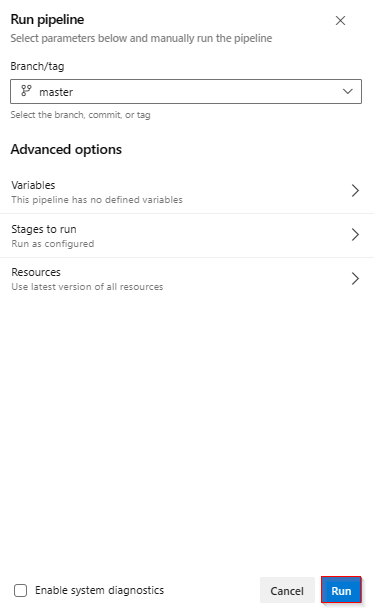 Run pipeline
Select parameters below and manually run the pipeline
Branch/tag
master
Select the branch, commit, or tag
Advanced options
Variables
This pipeline has no defined variables
Stages to run
Run as configured
Resources
Use latest version of all resources
Enable system diagnostics
Cancel
Run